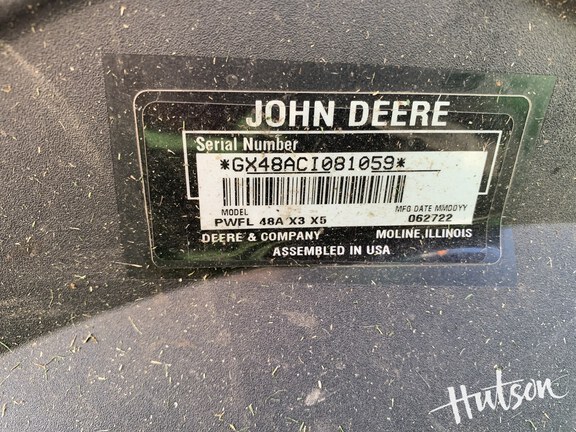 JOHN DEERE
Serial Number
*GX48ACI081059*
MODEL MFG DATE MMDDYY
PWFL 48A X3 X5 062722
DEERE & COMPANY MOLINE, ILLINOIS
ASSEMBLED IN USA
Hutson